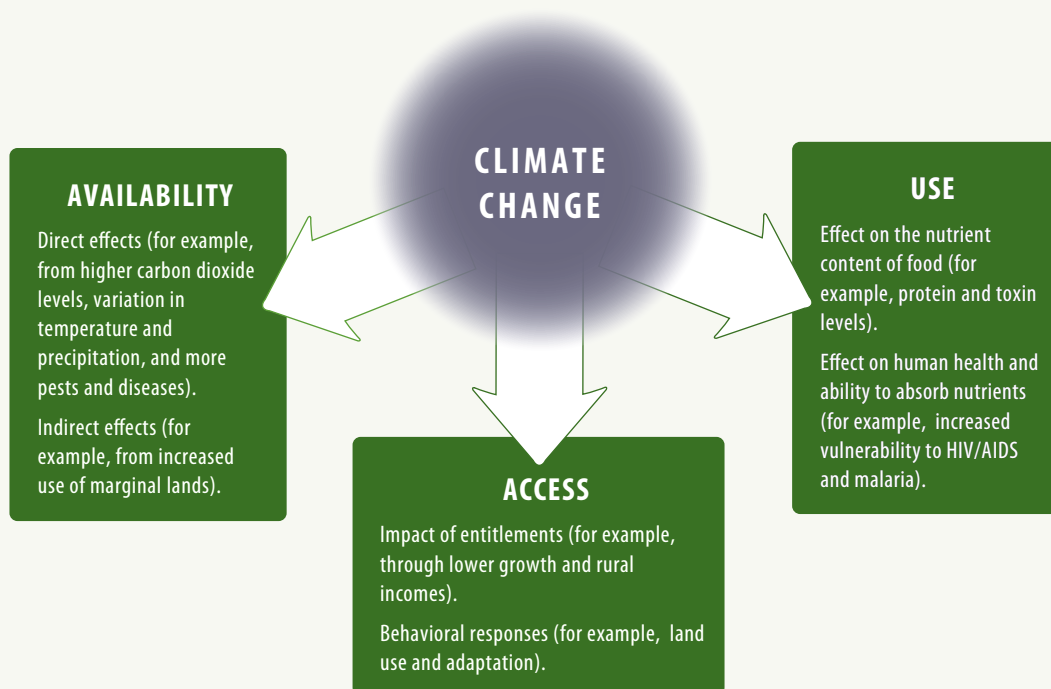 CLIMATE
CHANGE
AVAILABILITY
Direct effects (for example,
from higher carbon dioxide
levels, variation in
temperature and
precipitation, and more
pests and diseases).
Indirect effects (for
example, from increased
use of marginal lands).
ACCESS
Impact of entitlements (for example,
through lower growth and rural
incomes).
Behavioral responses (for example, land
use and adaptation).
USE
Effect on the nutrient
content of food (for
example, protein and toxin
levels).
Effect on human health and
ability to absorb nutrients
(for example, increased
vulnerability to HIV/AIDS
and malaria).